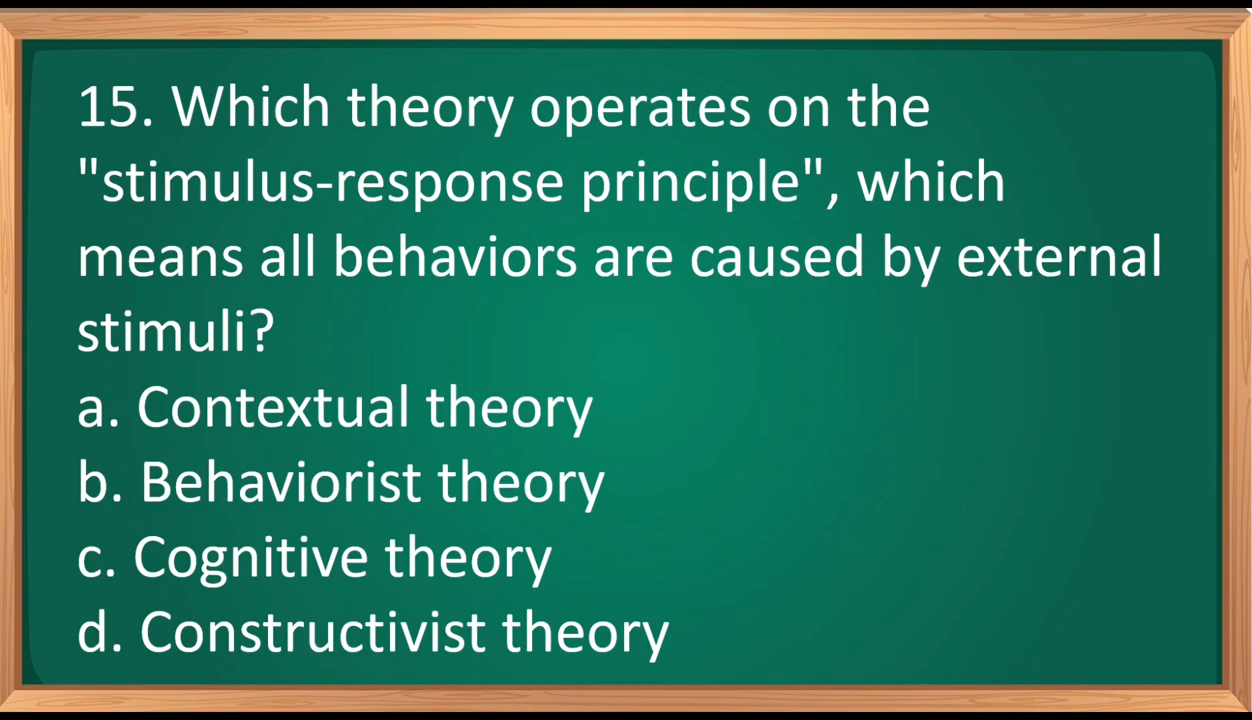 15. Which theory operates on the
"stimulus-response principle", which
means all behaviors are caused by external
stimuli?
a. Contextual theory
b. Behaviorist theory
c. Cognitive theory
d. Constructivist theory